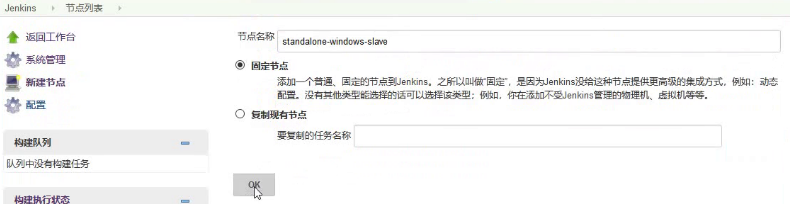 Jenkins 节点列表
返回工作台
系统管理
新建节点
配置
构建队列
队列中没有构建任务
构建执行状态
节点名称 standalone-windows-slave
固定节点
添加一个普通、固定的节点到Jenkins。之所以叫做“固定”，是因为Jenkins没给这种节点提供更高级的集成方式，例如：动态
配置。没有其他类型能选择的话可以选择该类型；例如，你在添加不受Jenkins管理的物理机、虚拟机等等。
复制现有节点
要复制的任务名称
OK